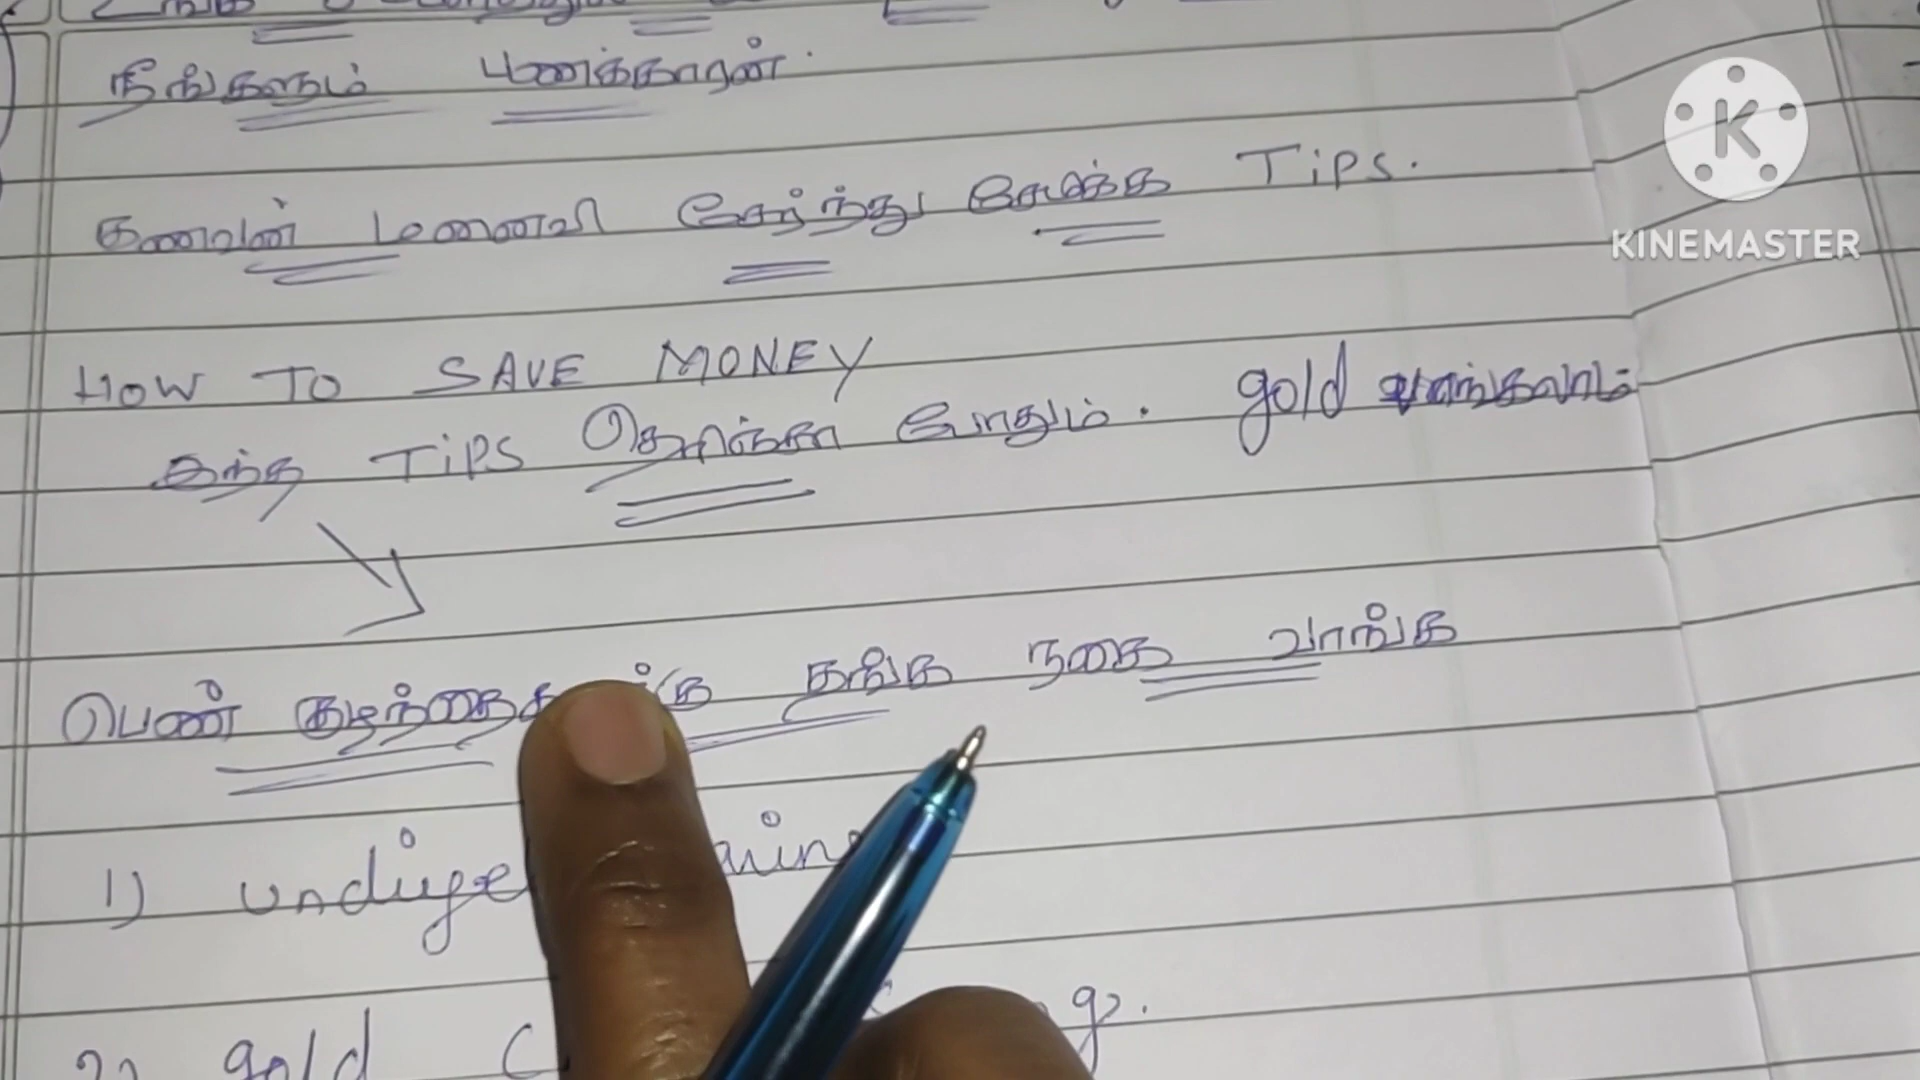 நீங்களும் பணக்காரன்.
கணவன் மனைவி சேர்ந்து சேமிக்க Tips.
HOW TO SAVE MONEY
இந்த Tips தெரிஞ்சா போதும். gold வாங்கலாம்
பெண் குழந்தைக்கு தங்க நகை வாங்க
1)
2) gold
KINEMASTER